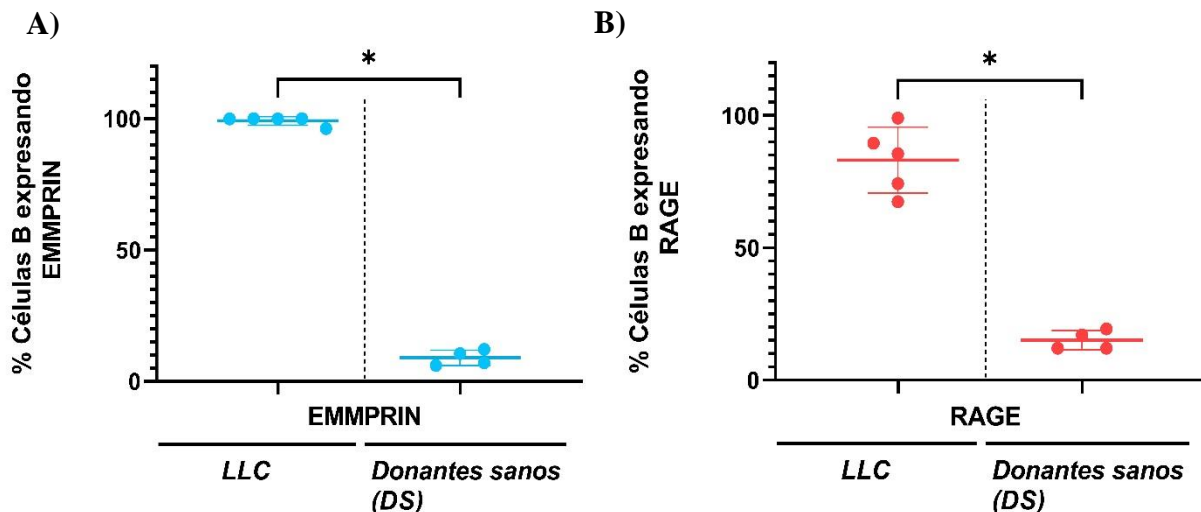 A)
*
% Células B expresando
EMMPRIN
100
50
0
EMMPRIN
LLC
Donantes sanos
(DS)
B)
*
% Células B expresando
RAGE
100
50
0
RAGE
LLC
Donantes sanos
(DS)